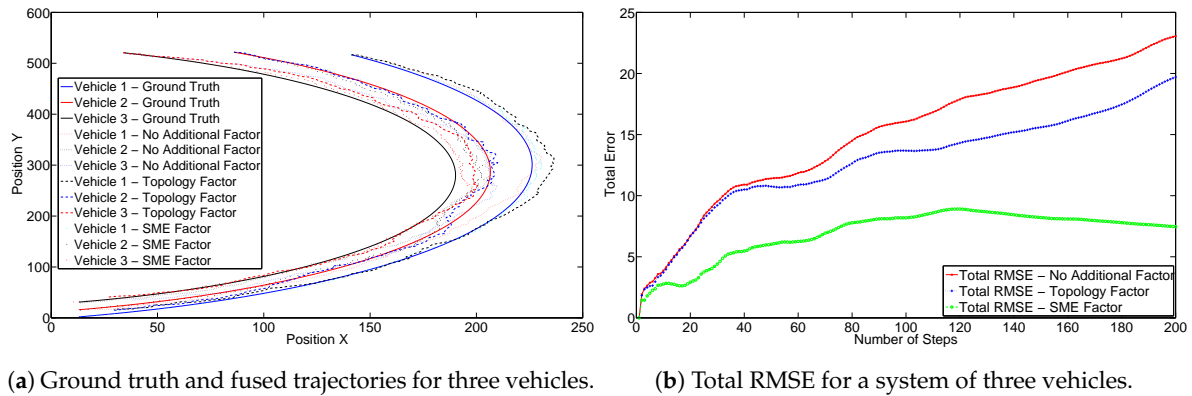 600
500
400
300
200
100
0
0
50
100
150
200
250
Position Y
Position X
Vehicle 1 – Ground Truth
Vehicle 2 – Ground Truth
Vehicle 3 – Ground Truth
Vehicle 1 – No Additional Factor
Vehicle 2 – No Additional Factor
Vehicle 3 – No Additional Factor
Vehicle 1 – Topology Factor
Vehicle 2 – Topology Factor
Vehicle 3 – Topology Factor
Vehicle 1 – SME Factor
Vehicle 2 – SME Factor
Vehicle 3 – SME Factor
(a) Ground truth and fused trajectories for three vehicles.
25
20
15
10
5
0
0
20
40
60
80
100
120
140
160
180
200
Total Error
Number of Steps
Total RMSE – No Additional Factor
Total RMSE – Topology Factor
Total RMSE – SME Factor
(b) Total RMSE for a system of three vehicles.